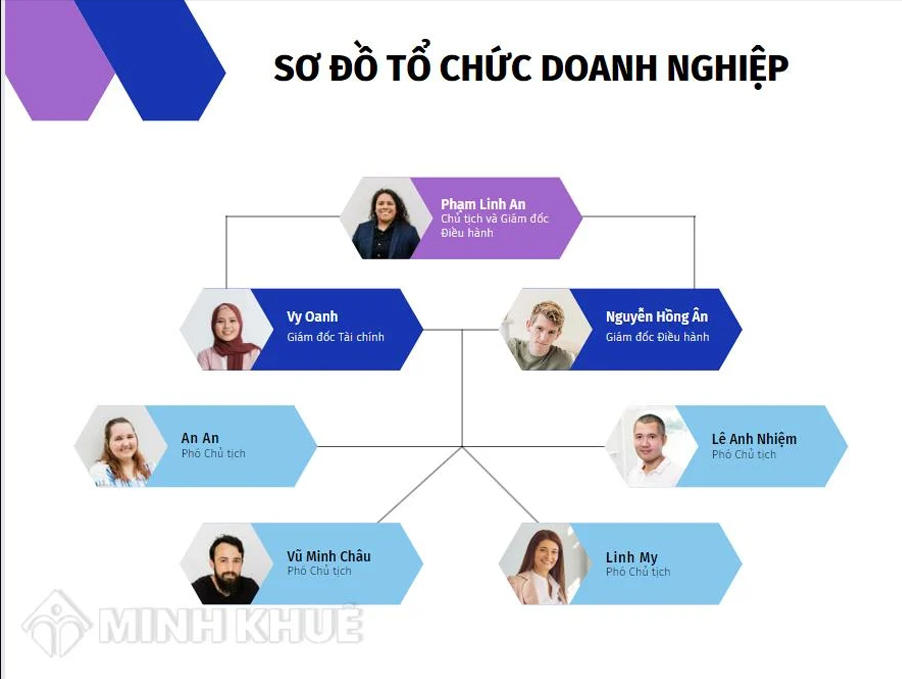 SƠ ĐỒ TỔ CHỨC DOANH NGHIỆP
Phạm Linh An
Chủ tịch và Giám đốc
Điều hành
Vy Oanh
Giám đốc Tài chính
Nguyễn Hồng Ân
Giám đốc Điều hành
An An
Phó Chủ tịch
Lê Anh Nhiệm
Phó Chủ tịch
Vũ Minh Châu
Phó Chủ tịch
Linh My
Phó Chủ tịch
MINH KHUÊ